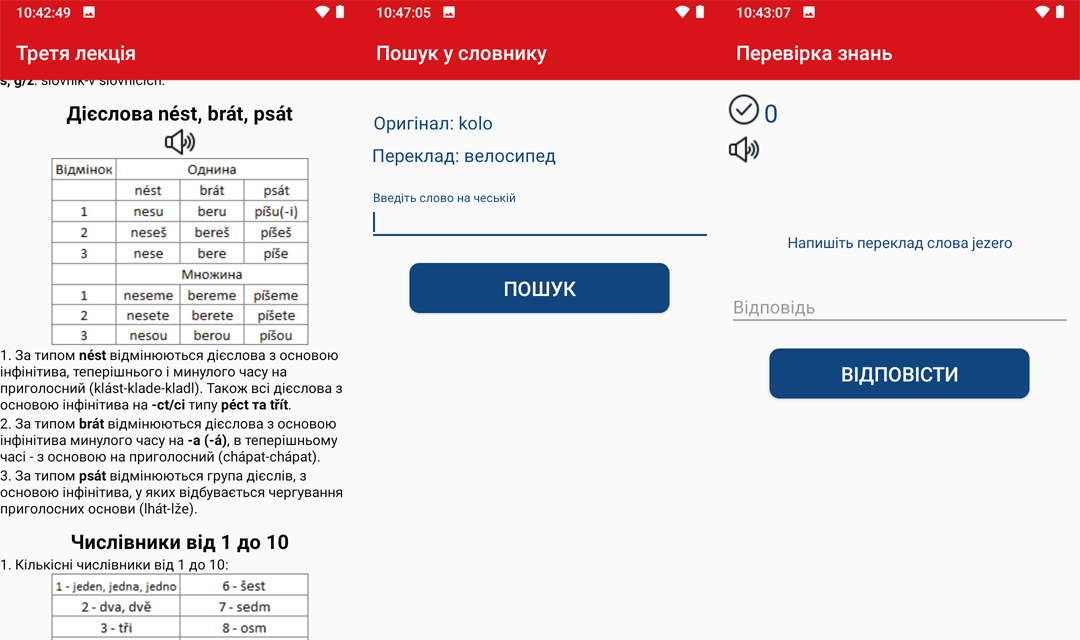 10:42:49
Третя лекція
s, g/z: slovník-v slovnících.
Дієслова nést, brát, psát
Відмінок Однина
nést brát psát
1 nesu beru píšu(-i)
2 neseš bereš píšeš
3 nese bere píše
Множина
1 neseme bereme píšeme
2 nesete berete píšete
3 nesou berou píšou
1. За типом nést відмінюються дієслова з основою
інфінітива, теперішнього і минулого часу на
приголосний (klást-klade-kladl). Також всі дієслова з
основою інфінітива на -ct/ci типу péct та třít.
2. За типом brát відмінюються дієслова з основою
інфінітива минулого часу на -a (-á), в теперішньому
часі - з основою на приголосний (chápat-chápat).
3. За типом psát відмінюються група дієслів, з
основою інфінітива, у яких відбувається чергування
приголосних основи (lhát-lže).
Числівники від 1 до 10
1. Кількісні числівники від 1 до 10:
1 - jeden, jedna, jedno 6 - šest
2 - dva, dvě 7 - sedm
3 - tři 8 - osm
10:47:05
Пошук у словнику
Оригінал: kolo
Переклад: велосипед
Введіть слово на чеській
ПОШУК
10:43:07
Перевірка знань
0
Напишіть переклад слова jezero
Відповідь
ВІДПОВІСТИ